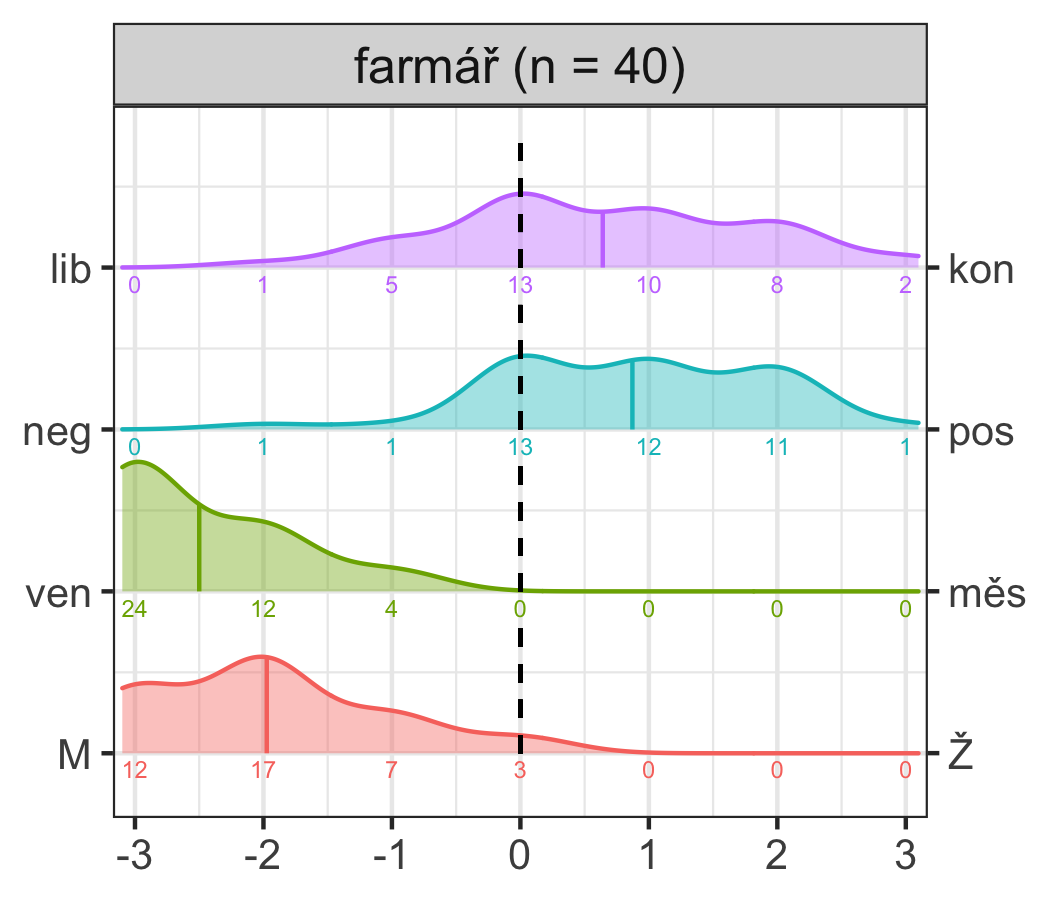 farmář (n = 40)
lib kon
0 1 5 13 10 8 2
neg pos
0 1 1 13 12 11 1
ven měs
24 12 4 0 0 0 0
M Ž
12 17 7 3 0 0 0
-3 -2 -1 0 1 2 3